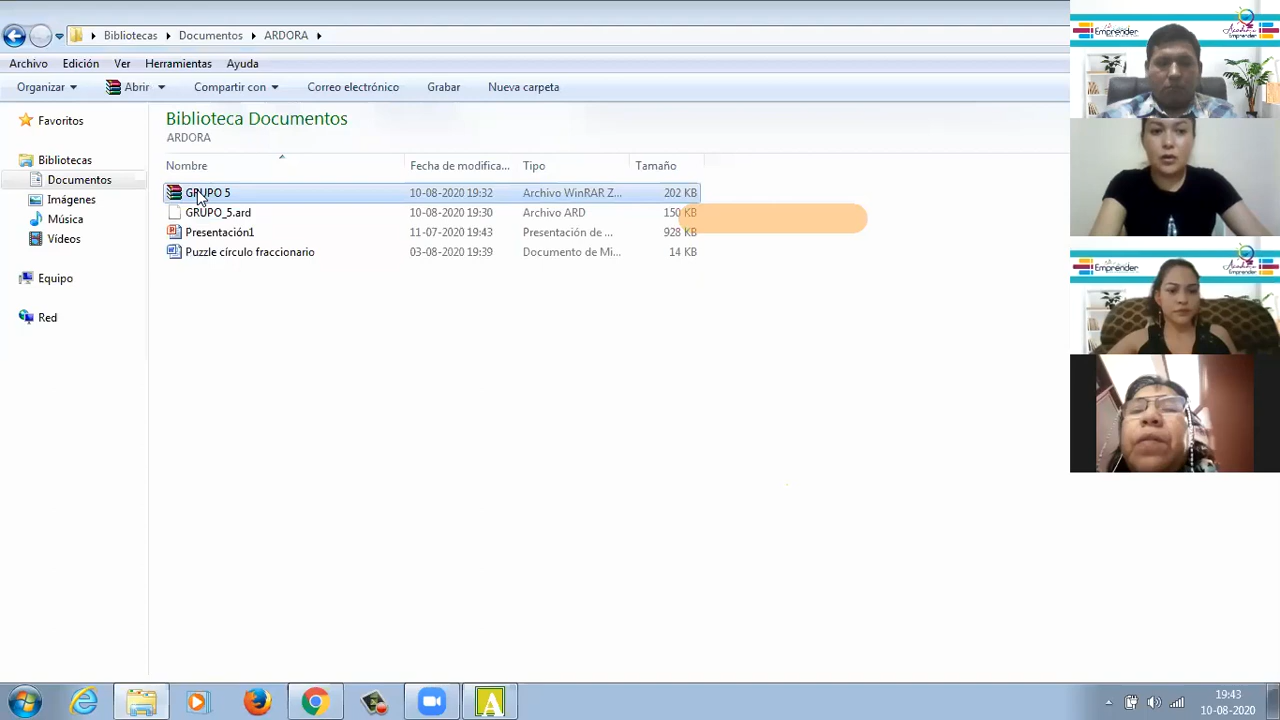 Bibliotecas Documentos ARDORA
Archivo Edición Ver Herramientas Ayuda
Organizar Abrir Compartir con Correo electrónico Grabar Nueva carpeta
Favoritos
Bibliotecas
Documentos
Imágenes
Música
Vídeos
Equipo
Red
Biblioteca Documentos
ARDORA
Nombre Fecha de modifica... Tipo Tamaño
GRUPO 5 10-08-2020 19:32 Archivo WinRAR Z... 202 KB
GRUPO_5.ard 10-08-2020 19:30 Archivo ARD 150 KB
Presentación1 11-07-2020 19:43 Presentación de ... 928 KB
Puzzle círculo fraccionario 03-08-2020 19:39 Documento de Mi... 14 KB
Emprender
Emprender
19:43
10-08-2020